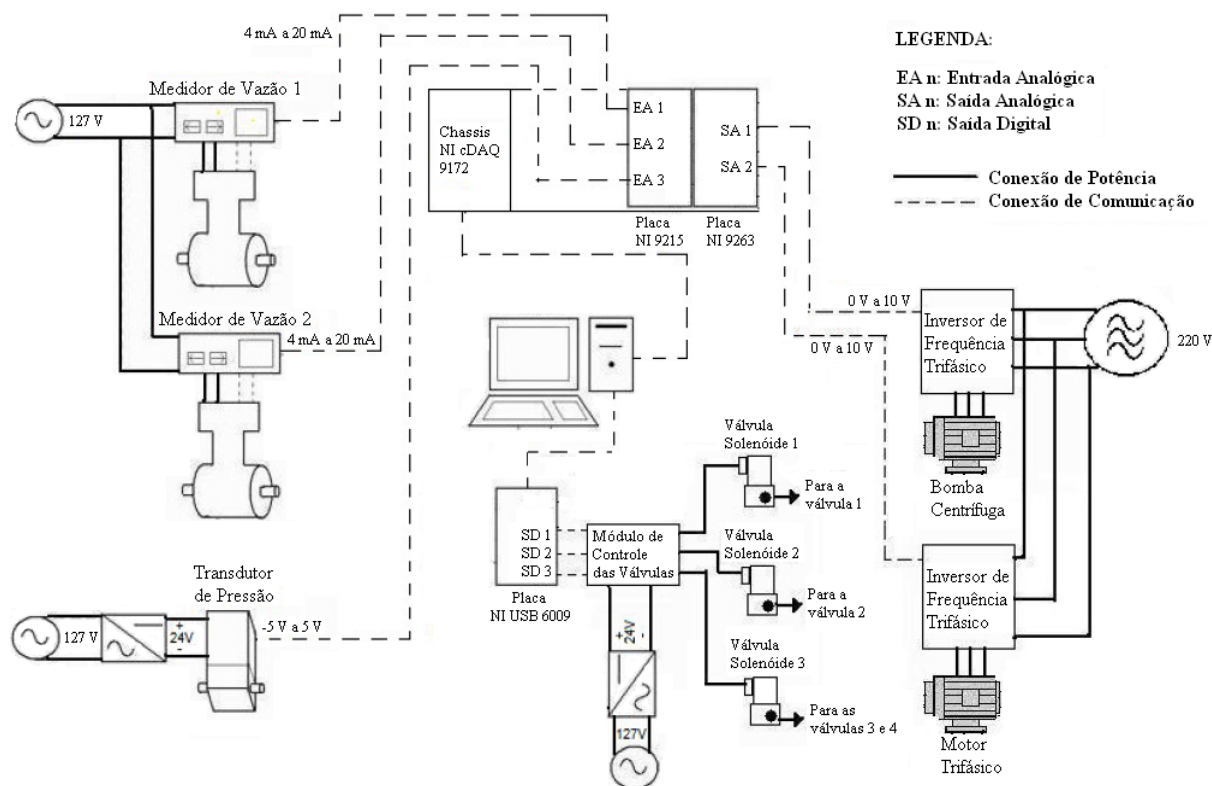 4 mA a 20 mA
LEGENDA:
EA n: Entrada Analógica
SA n: Saída Analógica
SD n: Saída Digital
Conexão de Potência
Conexão de Comunicação
Medidor de Vazão 1
127 V
Chassis
NI cDAQ
9172
EA 1
EA 2
EA 3
SA 1
SA 2
Placa
NI 9215
Placa
NI 9263
Medidor de Vazão 2
4 mA a 20 mA
0 V a 10 V
0 V a 10 V
Inversor de
Frequência
Trifásico
220 V
Bomba
Centrífuga
Válvula
Solenóide 1
Para a
válvula 1
SD 1
SD 2
SD 3
Placa
NI USB 6009
Módulo de
Controle
das Válvulas
Válvula
Solenóide 2
Para a
válvula 2
Inversor de
Frequência
Trifásico
Transdutor
de Pressão
127 V
+
24V
-
-5 V a 5 V
+
24V
-
127V
Válvula
Solenóide 3
Para as
válvulas 3 e 4
Motor
Trifásico